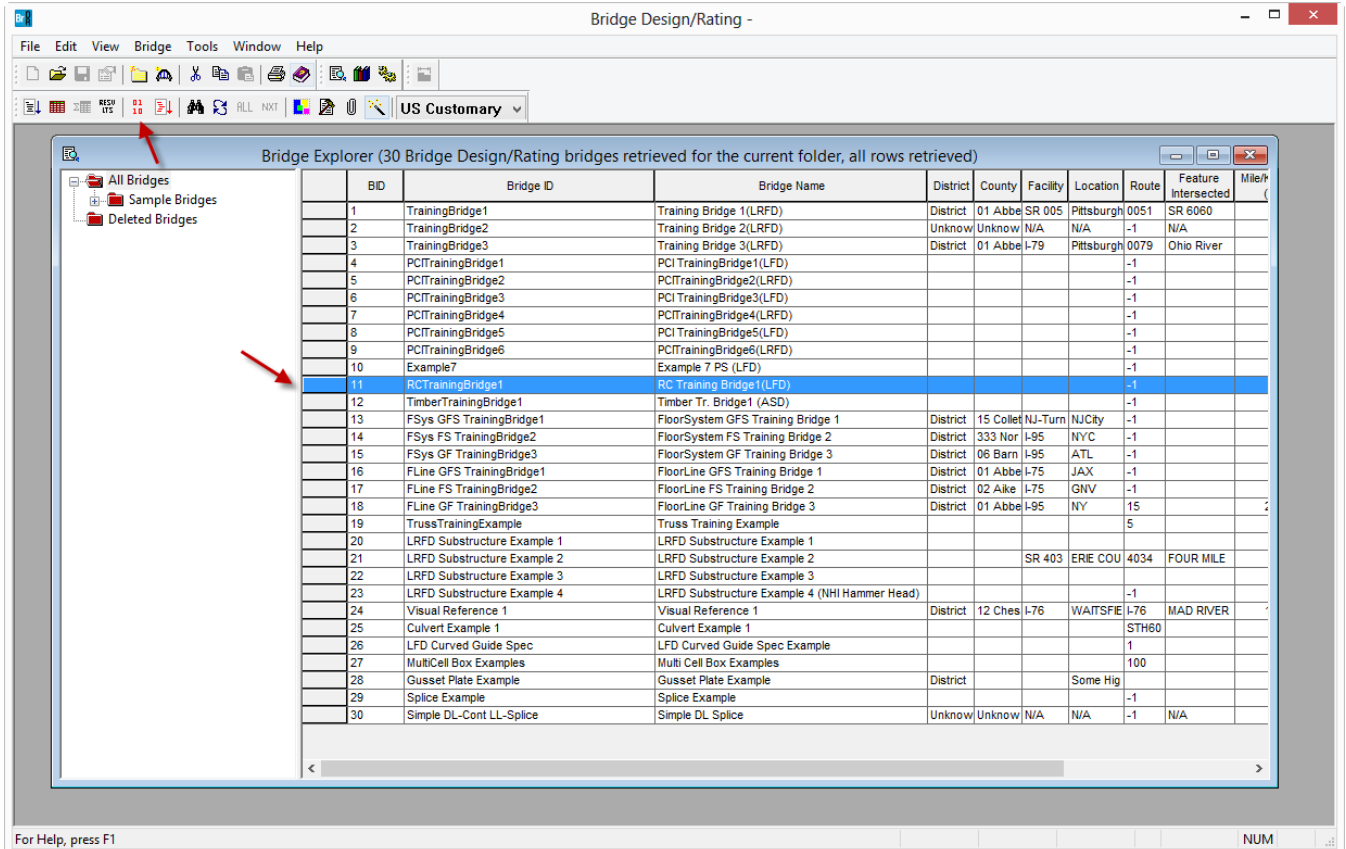 Br R Bridge Design/Rating -
File Edit View Bridge Tools Window Help
RESU LTS 01 10 ALL NXT US Customary
Bridge Explorer (30 Bridge Design/Rating bridges retrieved for the current folder, all rows retrieved)
All Bridges
Sample Bridges
Deleted Bridges
BID Bridge ID Bridge Name District County Facility Location Route Feature Intersected Mile/K (
1 TrainingBridge1 Training Bridge 1(LRFD) District 01 Abbe SR 005 Pittsburgh 0051 SR 6060
2 TrainingBridge2 Training Bridge 2(LRFD) Unknow Unknow N/A N/A -1 N/A
3 TrainingBridge3 Training Bridge 3(LRFD) District 01 Abbe I-79 Pittsburgh 0079 Ohio River
4 PCITrainingBridge1 PCI TrainingBridge1(LFD) -1
5 PCITrainingBridge2 PCITrainingBridge2(LRFD) -1
6 PCITrainingBridge3 PCI TrainingBridge3(LFD) -1
7 PCITrainingBridge4 PCITrainingBridge4(LRFD) -1
8 PCITrainingBridge5 PCI TrainingBridge5(LFD) -1
9 PCITrainingBridge6 PCITrainingBridge6(LRFD) -1
10 Example7 Example 7 PS (LFD) -1
11 RCTrainingBridge1 RC Training Bridge1(LFD) -1
12 TimberTrainingBridge1 Timber Tr. Bridge1 (ASD) -1
13 FSys GFS TrainingBridge1 FloorSystem GFS Training Bridge 1 District 15 Collet NJ-Turn NJCity -1
14 FSys FS TrainingBridge2 FloorSystem FS Training Bridge 2 District 333 Nor I-95 NYC -1
15 FSys GF TrainingBridge3 FloorSystem GF Training Bridge 3 District 06 Barn I-95 ATL -1
16 FLine GFS TrainingBridge1 FloorLine GFS Training Bridge 1 District 01 Abbe I-75 JAX -1
17 FLine FS TrainingBridge2 FloorLine FS Training Bridge 2 District 02 Aike I-75 GNV -1
18 FLine GF TrainingBridge3 FloorLine GF Training Bridge 3 District 01 Abbe I-95 NY 15
19 TrussTrainingExample Truss Training Example 5
20 LRFD Substructure Example 1 LRFD Substructure Example 1
21 LRFD Substructure Example 2 LRFD Substructure Example 2 SR 403 ERIE COU 4034 FOUR MILE
22 LRFD Substructure Example 3 LRFD Substructure Example 3
23 LRFD Substructure Example 4 LRFD Substructure Example 4 (NHI Hammer Head) -1
24 Visual Reference 1 Visual Reference 1 District 12 Ches I-76 WAITSFIE I-76 MAD RIVER
25 Culvert Example 1 Culvert Example 1 STH60
26 LFD Curved Guide Spec LFD Curved Guide Spec Example 1
27 MultiCell Box Examples Multi Cell Box Examples 100
28 Gusset Plate Example Gusset Plate Example District Some Hig
29 Splice Example Splice Example -1
30 Simple DL-Cont LL-Splice Simple DL Splice Unknow Unknow N/A N/A -1 N/A
For Help, press F1 NUM